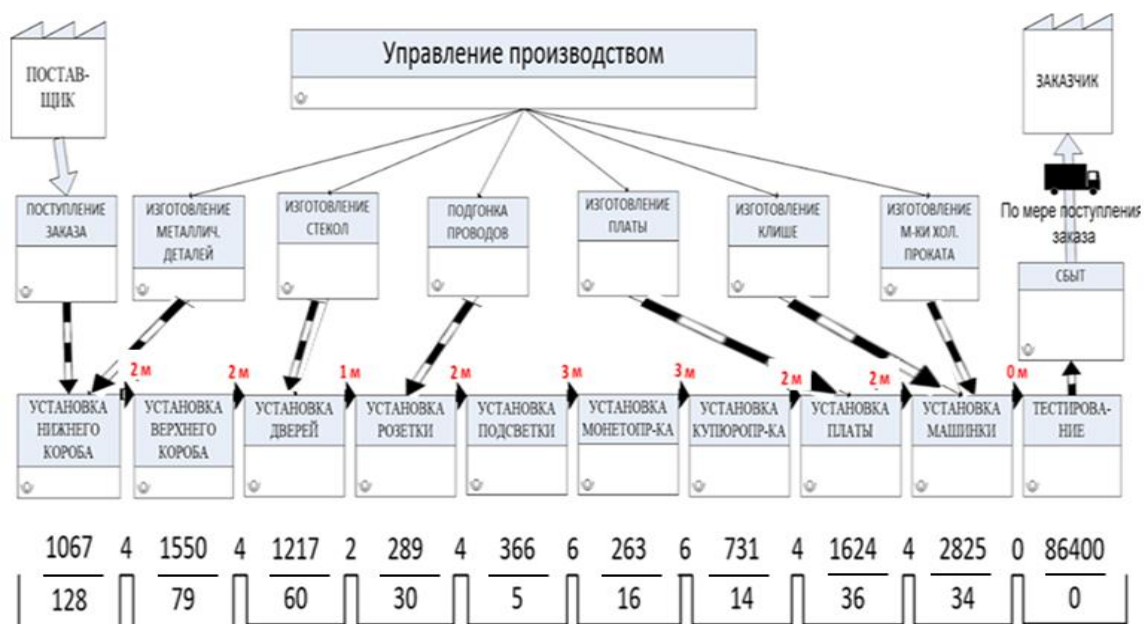 Управление производством
ПОСТАВ-
ЩИК
ЗАКАЗЧИК
ПОСТУПЛЕНИЕ
ЗАКАЗА
ИЗГОТОВЛЕНИЕ
МЕТАЛЛИЧ.
ДЕТАЛЕЙ
ИЗГОТОВЛЕНИЕ
СТЕКОЛ
ПОДГОНКА
ПРОВОДОВ
ИЗГОТОВЛЕНИЕ
ПЛАТЫ
ИЗГОТОВЛЕНИЕ
КЛИШЕ
ИЗГОТОВЛЕНИЕ
М-КИ ХОЛ.
ПРОКАТА
По мере поступления
заказа
СБЫТ
2 м
2 м
1 м
2 м
3 м
3 м
2 м
2 м
0 м
УСТАНОВКА
НИЖНЕГО
КОРОБА
УСТАНОВКА
ВЕРХНЕГО
КОРОБА
УСТАНОВКА
ДВЕРЕЙ
УСТАНОВКА
РОЗЕТКИ
УСТАНОВКА
ПОДСВЕТКИ
УСТАНОВКА
МОНЕТОПР-КА
УСТАНОВКА
КУПЮРОПР-КА
УСТАНОВКА
ПЛАТЫ
УСТАНОВКА
МАШИНКИ
ТЕСТИРОВА-
НИЕ
1067 4 1550 4 1217 2 289 4 366 6 263 6 731 4 1624 4 2825 0 86400
128 79 60 30 5 16 14 36 34 0